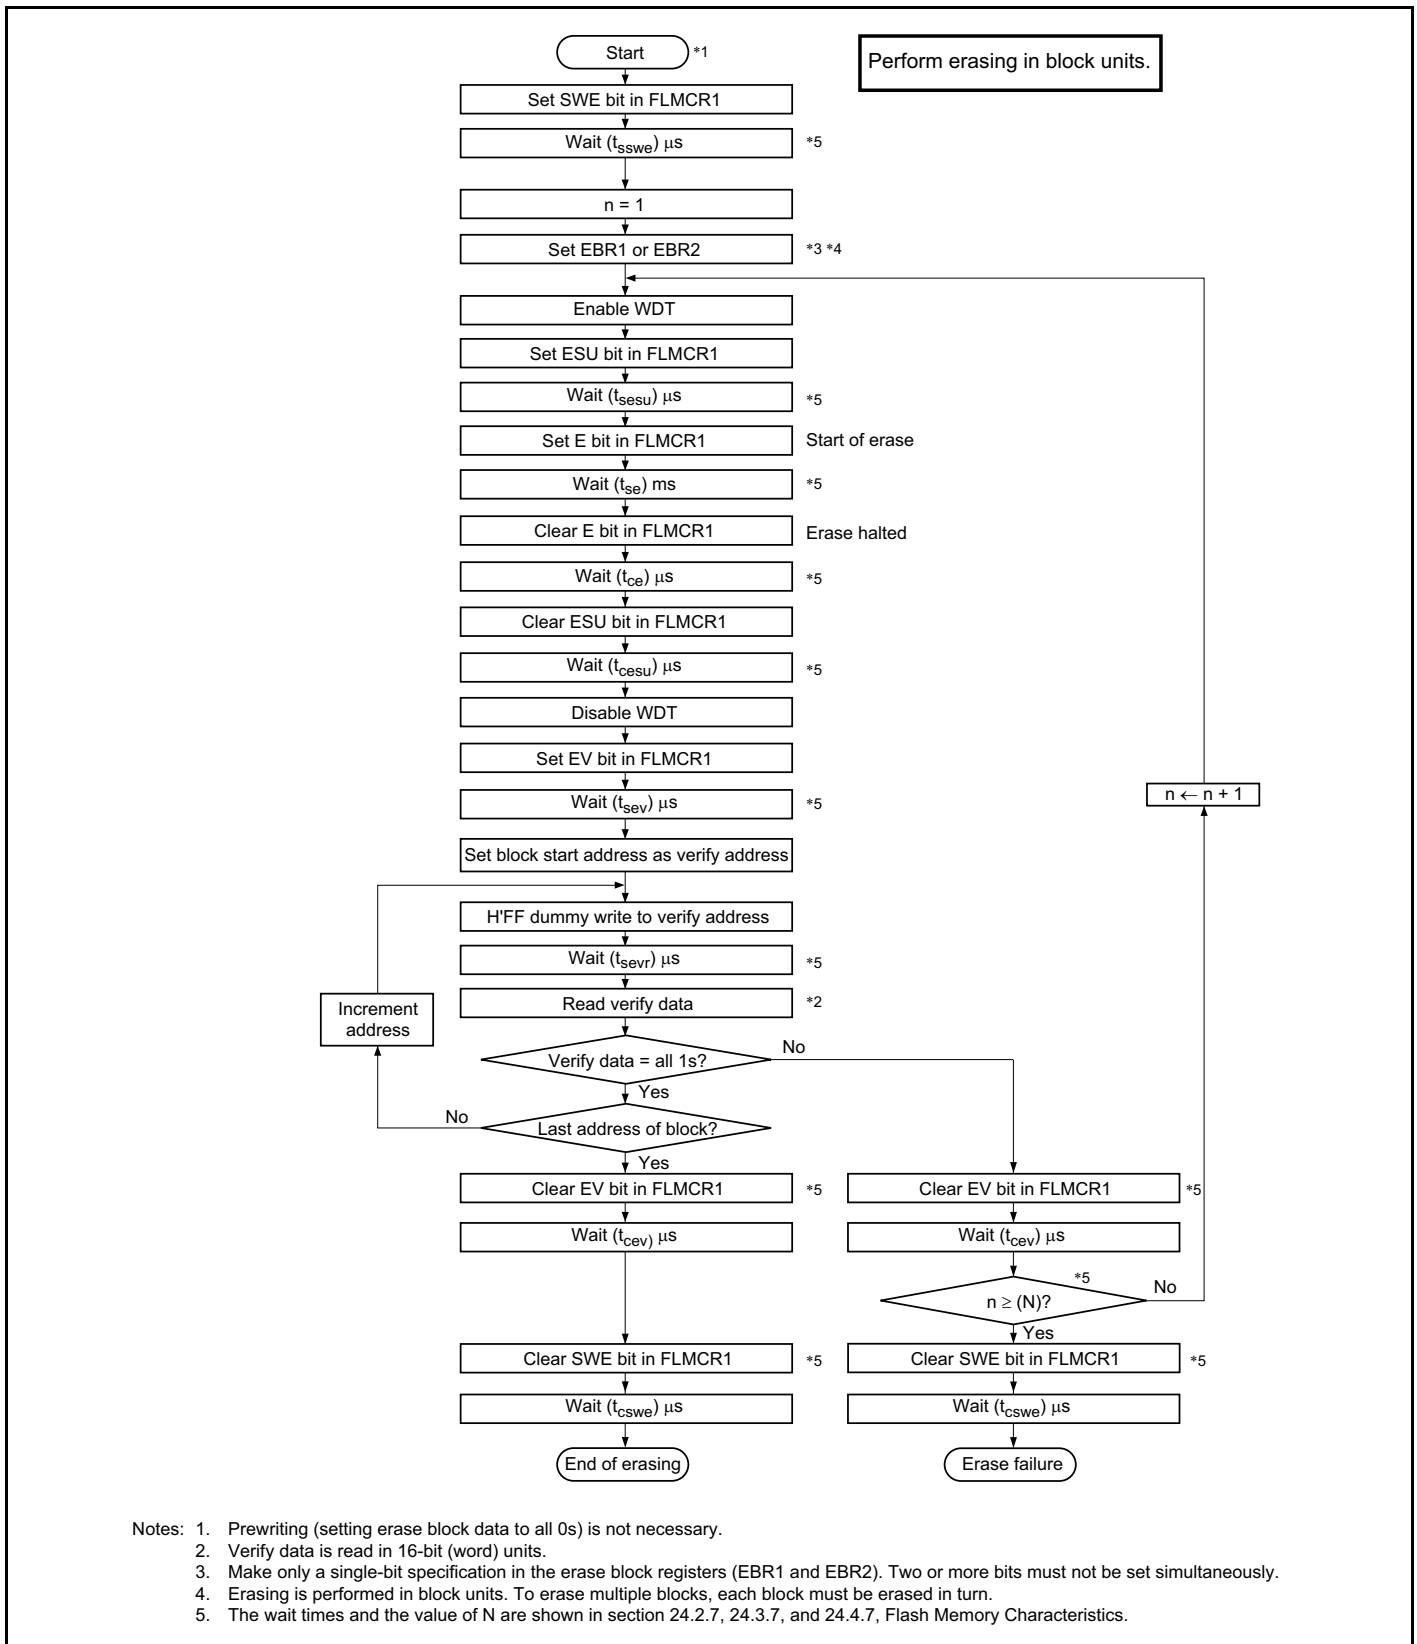 Start *1
Perform erasing in block units.
Set SWE bit in FLMCR1
Wait (tsswe) μs *5
n = 1
Set EBR1 or EBR2 *3 *4
Enable WDT
Set ESU bit in FLMCR1
Wait (tsesu) μs *5
Set E bit in FLMCR1 Start of erase
Wait (tse) ms *5
Clear E bit in FLMCR1 Erase halted
Wait (tce) μs *5
Clear ESU bit in FLMCR1
Wait (tcesu) μs *5
Disable WDT
Set EV bit in FLMCR1
Wait (tsev) μs *5
n ← n + 1
Set block start address as verify address
H'FF dummy write to verify address
Wait (tsevr) μs *5
Read verify data *2
Increment
address
Verify data = all 1s?
No
Yes
Last address of block?
No
Yes
Clear EV bit in FLMCR1 *5
Clear EV bit in FLMCR1 *5
Wait (tcev) μs
Wait (tcev) μs
n ≥ (N)? *5
No
Yes
Clear SWE bit in FLMCR1 *5
Clear SWE bit in FLMCR1 *5
Wait (tcswe) μs
Wait (tcswe) μs
End of erasing
Erase failure
Notes: 1. Prewriting (setting erase block data to all 0s) is not necessary.
2. Verify data is read in 16-bit (word) units.
3. Make only a single-bit specification in the erase block registers (EBR1 and EBR2). Two or more bits must not be set simultaneously.
4. Erasing is performed in block units. To erase multiple blocks, each block must be erased in turn.
5. The wait times and the value of N are shown in section 24.2.7, 24.3.7, and 24.4.7, Flash Memory Characteristics.